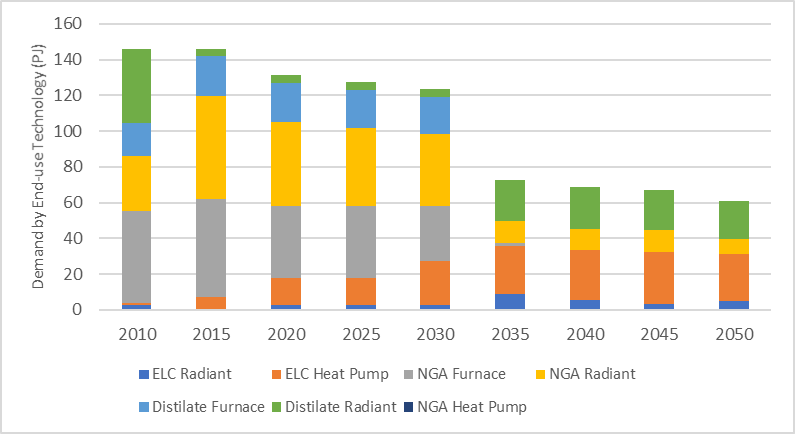 160
140
120
100
80
60
40
20
0
Demand by End-use Technology (PJ)
2010 2015 2020 2025 2030 2035 2040 2045 2050
ELC Radiant ELC Heat Pump NGA Furnace NGA Radiant
Distilate Furnace Distilate Radiant NGA Heat Pump